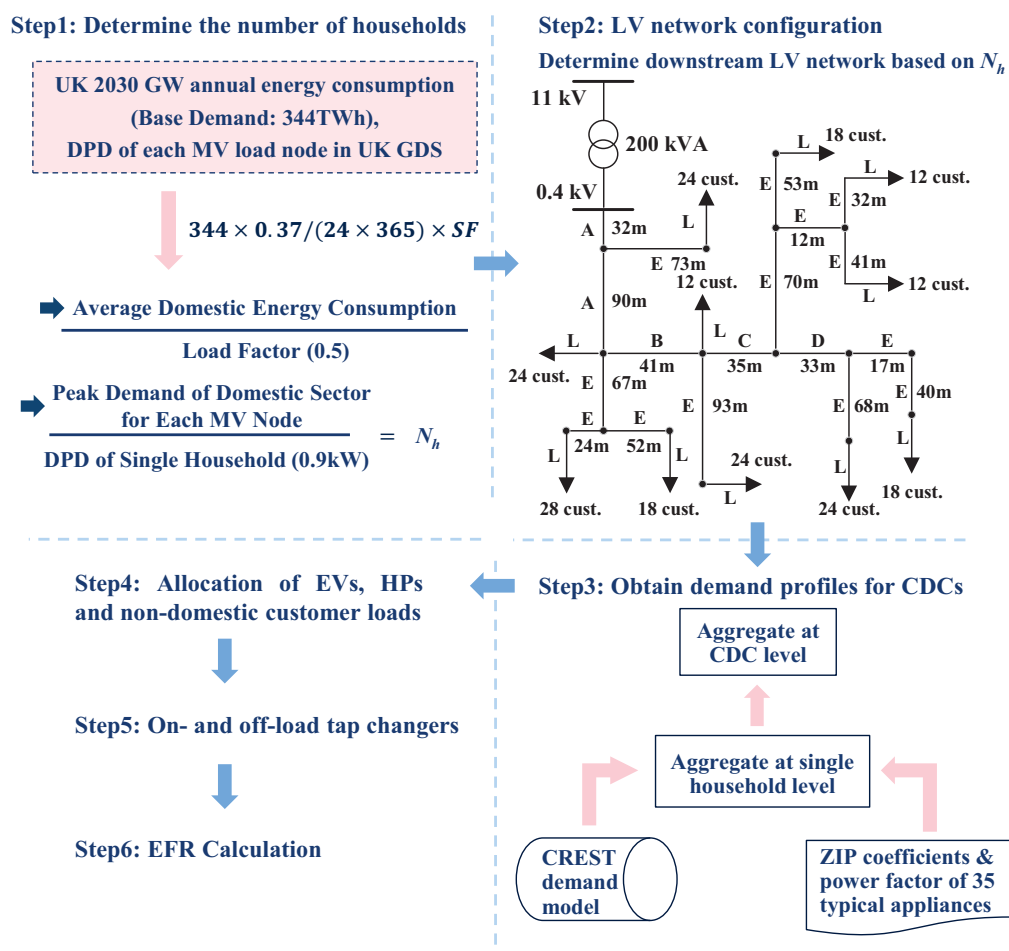 Step1: Determine the number of households
UK 2030 GW annual energy consumption
(Base Demand: 344TWh),
DPD of each MV load node in UK GDS
344 × 0.37/(24 × 365) × SF
Average Domestic Energy Consumption
Load Factor (0.5)
Peak Demand of Domestic Sector
for Each MV Node
DPD of Single Household (0.9kW)
= N_h
Step2: LV network configuration
Determine downstream LV network based on N_h
11 kV
200 kVA
0.4 kV
A 32m
24 cust.
L
E 73m
A 90m
12 cust.
L
18 cust.
L
E 53m
L
12 cust.
E 32m
E
12m
E 41m
L
12 cust.
E 70m
L
24 cust.
B
41m
C
35m
D
33m
E
17m
E 67m
E
24m
E
52m
L
28 cust.
L
18 cust.
E 93m
24 cust.
L
E 68m
L
24 cust.
E 40m
L
18 cust.
Step3: Obtain demand profiles for CDCs
Aggregate at
CDC level
Aggregate at single
household level
CREST
demand
model
ZIP coefficients &
power factor of 35
typical appliances
Step4: Allocation of EVs, HPs
and non-domestic customer loads
Step5: On- and off-load tap changers
Step6: EFR Calculation